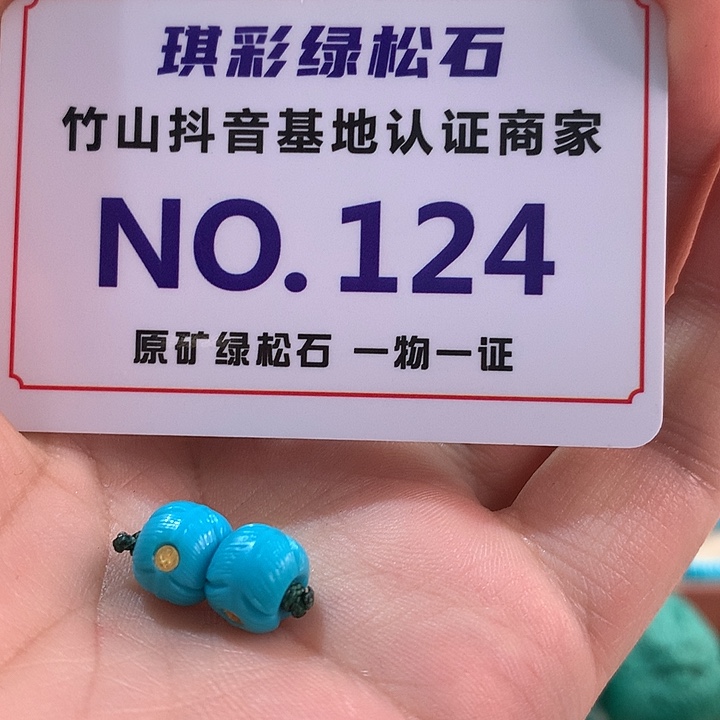 琪彩绿松石
竹山抖音基地认证商家
NO.124
原矿绿松石 一物一证